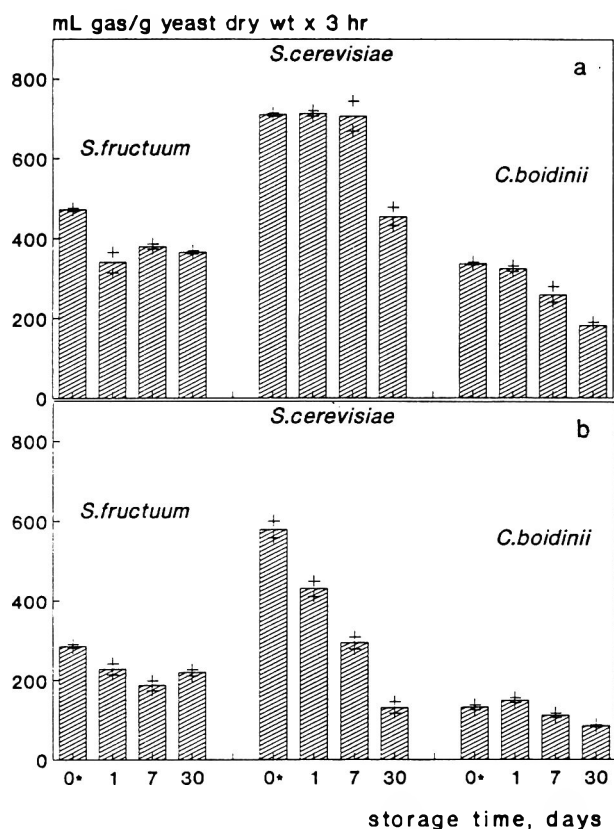 mL gas/g yeast dry wt x 3 hr
S.cerevisiae
a
800
S.fructuum
600
C.boidinii
400
200
0
S.cerevisiae
b
800
S.fructuum
C.boidinii
600
400
200
0
0* 1 7 30 0* 1 7 30 0* 1 7 30
storage time, days